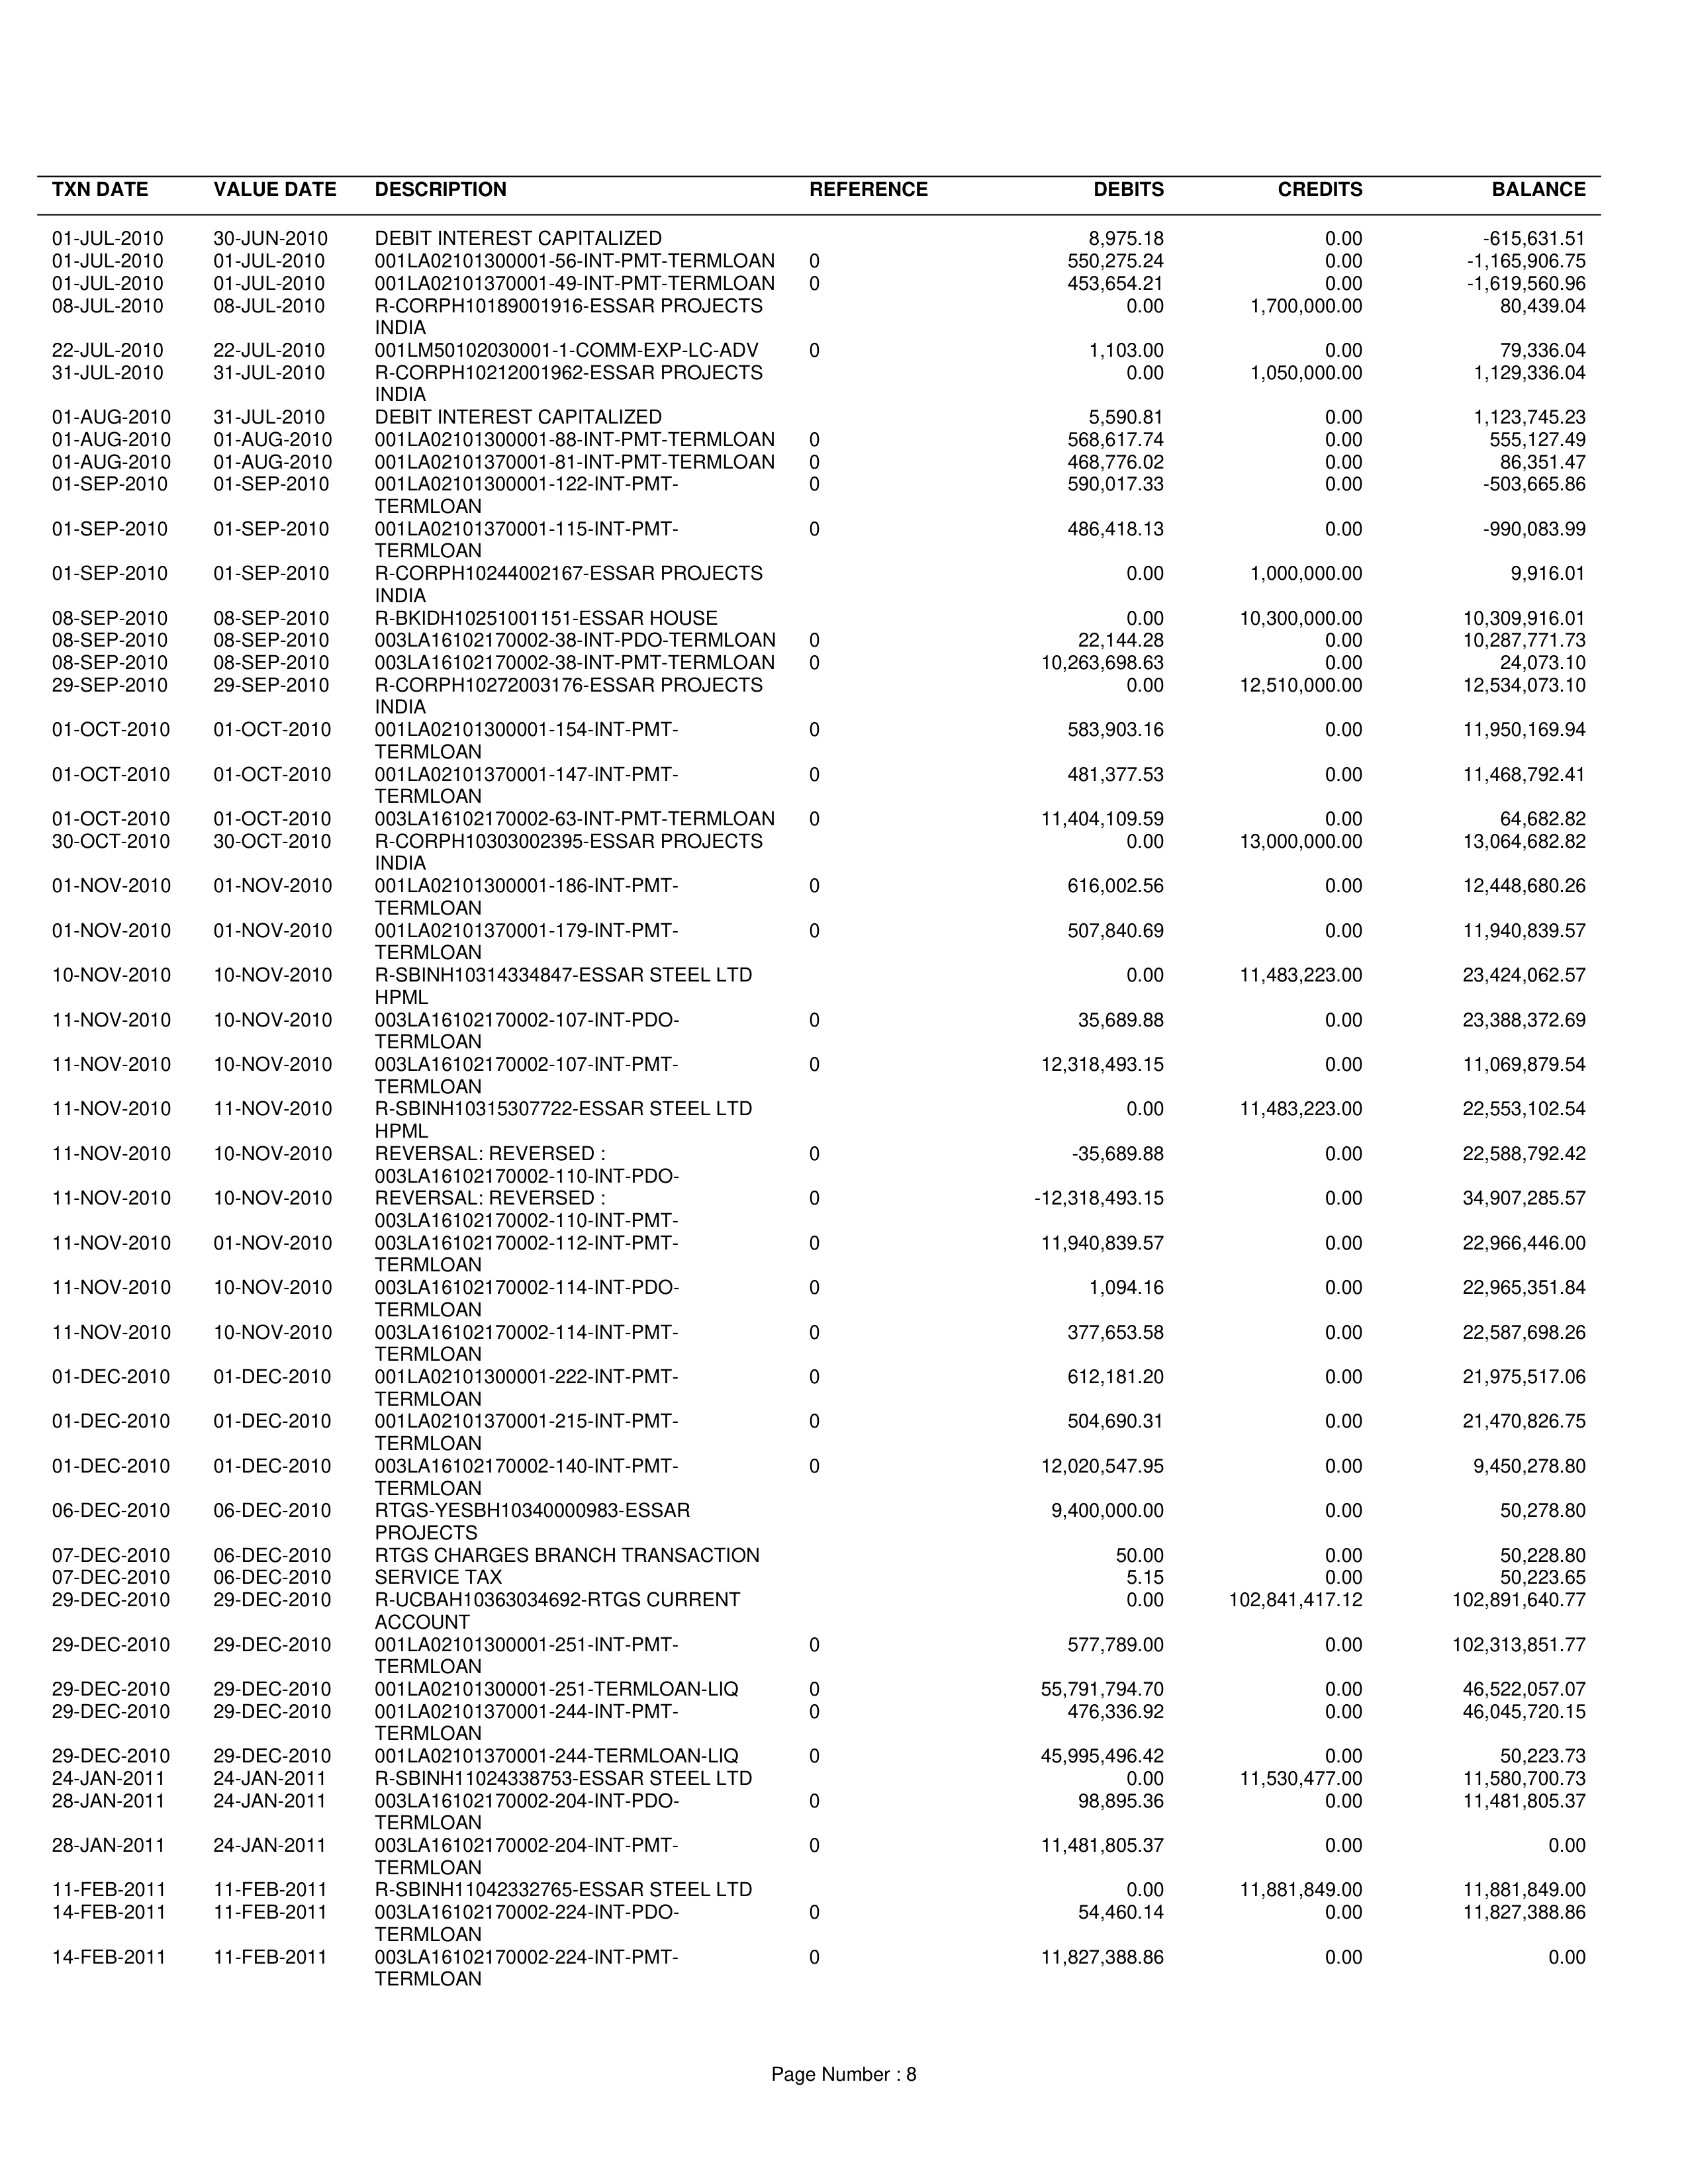 TXN DATE VALUE DATE DESCRIPTION REFERENCE DEBITS CREDITS BALANCE
01-JUL-2010 30-JUN-2010 DEBIT INTEREST CAPITALIZED 8,975.18 0.00 -615,631.51
01-JUL-2010 01-JUL-2010 001LA02101300001-56-INT-PMT-TERMLOAN 0 550,275.24 0.00 -1,165,906.75
01-JUL-2010 01-JUL-2010 001LA02101370001-49-INT-PMT-TERMLOAN 0 453,654.21 0.00 -1,619,560.96
08-JUL-2010 08-JUL-2010 R-CORPH10189001916-ESSAR PROJECTS 0.00 1,700,000.00 80,439.04
INDIA
22-JUL-2010 22-JUL-2010 001LM50102030001-1-COMM-EXP-LC-ADV 0 1,103.00 0.00 79,336.04
31-JUL-2010 31-JUL-2010 R-CORPH10212001962-ESSAR PROJECTS 0.00 1,050,000.00 1,129,336.04
INDIA
01-AUG-2010 31-JUL-2010 DEBIT INTEREST CAPITALIZED 5,590.81 0.00 1,123,745.23
01-AUG-2010 01-AUG-2010 001LA02101300001-88-INT-PMT-TERMLOAN 0 568,617.74 0.00 555,127.49
01-AUG-2010 01-AUG-2010 001LA02101370001-81-INT-PMT-TERMLOAN 0 468,776.02 0.00 86,351.47
01-SEP-2010 01-SEP-2010 001LA02101300001-122-INT-PMT- 0 590,017.33 0.00 -503,665.86
TERMLOAN
01-SEP-2010 01-SEP-2010 001LA02101370001-115-INT-PMT- 0 486,418.13 0.00 -990,083.99
TERMLOAN
01-SEP-2010 01-SEP-2010 R-CORPH10244002167-ESSAR PROJECTS 0.00 1,000,000.00 9,916.01
INDIA
08-SEP-2010 08-SEP-2010 R-BKIDH10251001151-ESSAR HOUSE 0.00 10,300,000.00 10,309,916.01
08-SEP-2010 08-SEP-2010 003LA16102170002-38-INT-PDO-TERMLOAN 0 22,144.28 0.00 10,287,771.73
08-SEP-2010 08-SEP-2010 003LA16102170002-38-INT-PMT-TERMLOAN 0 10,263,698.63 0.00 24,073.10
29-SEP-2010 29-SEP-2010 R-CORPH10272003176-ESSAR PROJECTS 0.00 12,510,000.00 12,534,073.10
INDIA
01-OCT-2010 01-OCT-2010 001LA02101300001-154-INT-PMT- 0 583,903.16 0.00 11,950,169.94
TERMLOAN
01-OCT-2010 01-OCT-2010 001LA02101370001-147-INT-PMT- 0 481,377.53 0.00 11,468,792.41
TERMLOAN
01-OCT-2010 01-OCT-2010 003LA16102170002-63-INT-PMT-TERMLOAN 0 11,404,109.59 0.00 64,682.82
30-OCT-2010 30-OCT-2010 R-CORPH10303002395-ESSAR PROJECTS 0.00 13,000,000.00 13,064,682.82
INDIA
01-NOV-2010 01-NOV-2010 001LA02101300001-186-INT-PMT- 0 616,002.56 0.00 12,448,680.26
TERMLOAN
01-NOV-2010 01-NOV-2010 001LA02101370001-179-INT-PMT- 0 507,840.69 0.00 11,940,839.57
TERMLOAN
10-NOV-2010 10-NOV-2010 R-SBINH10314334847-ESSAR STEEL LTD 0.00 11,483,223.00 23,424,062.57
HPML
11-NOV-2010 10-NOV-2010 003LA16102170002-107-INT-PDO- 0 35,689.88 0.00 23,388,372.69
TERMLOAN
11-NOV-2010 10-NOV-2010 003LA16102170002-107-INT-PMT- 0 12,318,493.15 0.00 11,069,879.54
TERMLOAN
11-NOV-2010 11-NOV-2010 R-SBINH10315307722-ESSAR STEEL LTD 0.00 11,483,223.00 22,553,102.54
HPML
11-NOV-2010 10-NOV-2010 REVERSAL: REVERSED : 0 -35,689.88 0.00 22,588,792.42
003LA16102170002-110-INT-PDO-
11-NOV-2010 10-NOV-2010 REVERSAL: REVERSED : 0 -12,318,493.15 0.00 34,907,285.57
003LA16102170002-110-INT-PMT-
11-NOV-2010 01-NOV-2010 003LA16102170002-112-INT-PMT- 0 11,940,839.57 0.00 22,966,446.00
TERMLOAN
11-NOV-2010 10-NOV-2010 003LA16102170002-114-INT-PDO- 0 1,094.16 0.00 22,965,351.84
TERMLOAN
11-NOV-2010 10-NOV-2010 003LA16102170002-114-INT-PMT- 0 377,653.58 0.00 22,587,698.26
TERMLOAN
01-DEC-2010 01-DEC-2010 001LA02101300001-222-INT-PMT- 0 612,181.20 0.00 21,975,517.06
TERMLOAN
01-DEC-2010 01-DEC-2010 001LA02101370001-215-INT-PMT- 0 504,690.31 0.00 21,470,826.75
TERMLOAN
01-DEC-2010 01-DEC-2010 003LA16102170002-140-INT-PMT- 0 12,020,547.95 0.00 9,450,278.80
TERMLOAN
06-DEC-2010 06-DEC-2010 RTGS-YESBH10340000983-ESSAR 9,400,000.00 0.00 50,278.80
PROJECTS
07-DEC-2010 06-DEC-2010 RTGS CHARGES BRANCH TRANSACTION 50.00 0.00 50,228.80
07-DEC-2010 06-DEC-2010 SERVICE TAX 5.15 0.00 50,223.65
29-DEC-2010 29-DEC-2010 R-UCBAH10363034692-RTGS CURRENT 0.00 102,841,417.12 102,891,640.77
ACCOUNT
29-DEC-2010 29-DEC-2010 001LA02101300001-251-INT-PMT- 0 577,789.00 0.00 102,313,851.77
TERMLOAN
29-DEC-2010 29-DEC-2010 001LA02101300001-251-TERMLOAN-LIQ 0 55,791,794.70 0.00 46,522,057.07
29-DEC-2010 29-DEC-2010 001LA02101370001-244-INT-PMT- 0 476,336.92 0.00 46,045,720.15
TERMLOAN
29-DEC-2010 29-DEC-2010 001LA02101370001-244-TERMLOAN-LIQ 0 45,995,496.42 0.00 50,223.73
24-JAN-2011 24-JAN-2011 R-SBINH11024338753-ESSAR STEEL LTD 0.00 11,530,477.00 11,580,700.73
28-JAN-2011 24-JAN-2011 003LA16102170002-204-INT-PDO- 0 98,895.36 0.00 11,481,805.37
TERMLOAN
28-JAN-2011 24-JAN-2011 003LA16102170002-204-INT-PMT- 0 11,481,805.37 0.00 0.00
TERMLOAN
11-FEB-2011 11-FEB-2011 R-SBINH11042332765-ESSAR STEEL LTD 0.00 11,881,849.00 11,881,849.00
14-FEB-2011 11-FEB-2011 003LA16102170002-224-INT-PDO- 0 54,460.14 0.00 11,827,388.86
TERMLOAN
14-FEB-2011 11-FEB-2011 003LA16102170002-224-INT-PMT- 0 11,827,388.86 0.00 0.00
TERMLOAN
Page Number : 8